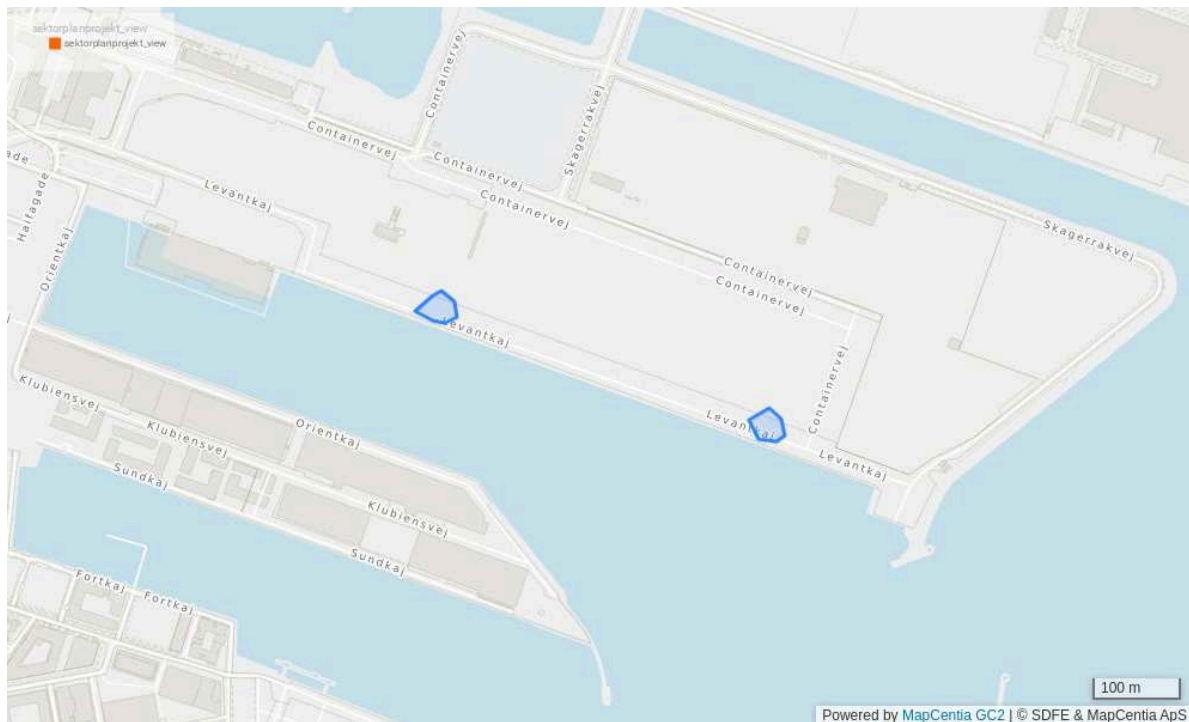 sektorplanprojekt_view
sektorplanprojekt_view
Containervej
Skagerrakvej
Containervej
Containervej
Containervej
Levantkaj
Skagerrakvej
Orientkaj
Containervej
Containervej
Levantkaj
Containervej
Levantkaj
Levantkaj
Klubiensvej
Orientkaj
Klubiensvej
Sundkaj
Klubiensvej
Sundkaj
Fortkaj
Fortkaj
100 m
Powered by MapCentia GC2 | © SDFE & MapCentia ApS